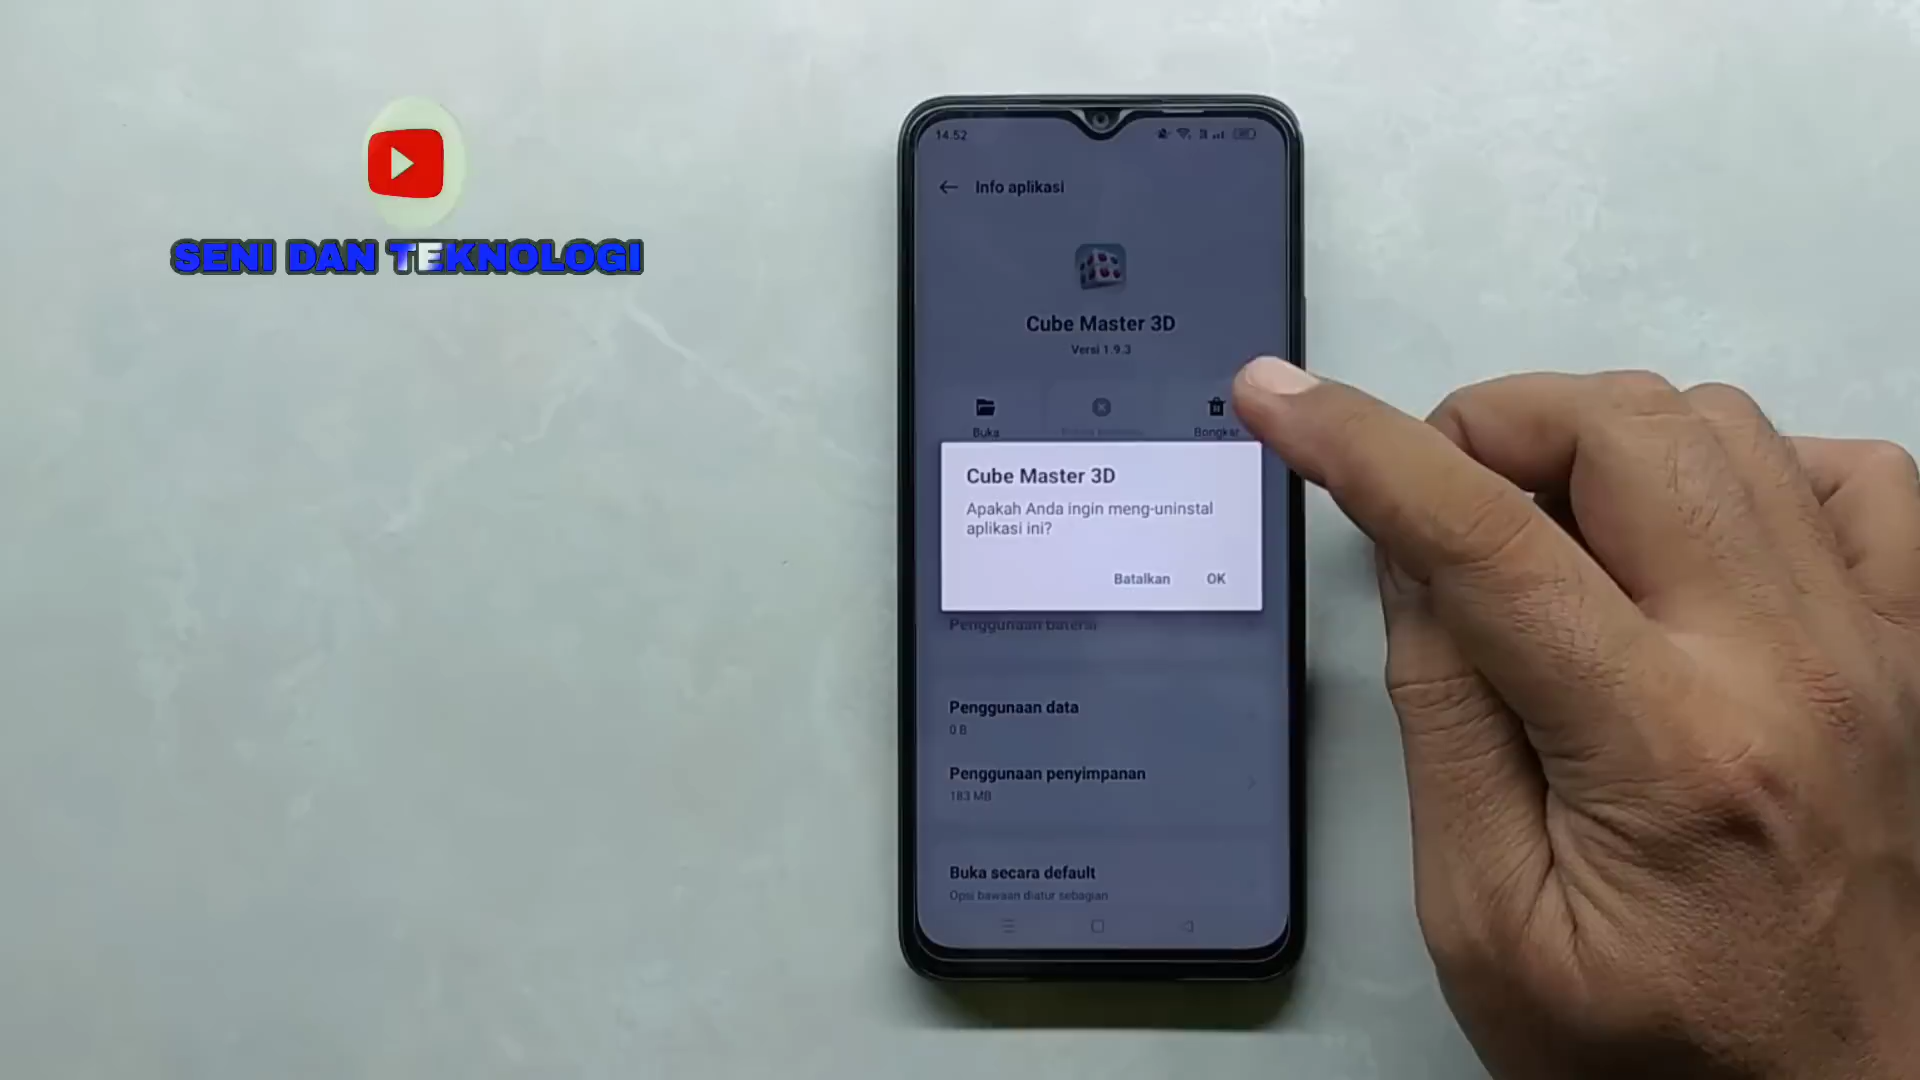 SENI DAN TEKNOLOGI
14.52
Info aplikasi
Cube Master 3D
Versi 1.9.3
Buka
Bongkar
Cube Master 3D
Apakah Anda ingin meng-uninstal
aplikasi ini?
Batalkan
OK
Penggunaan baterai
Penggunaan data
0 B
Penggunaan penyimpanan
183 MB
Buka secara default
Opsi bawaan diatur sebagian